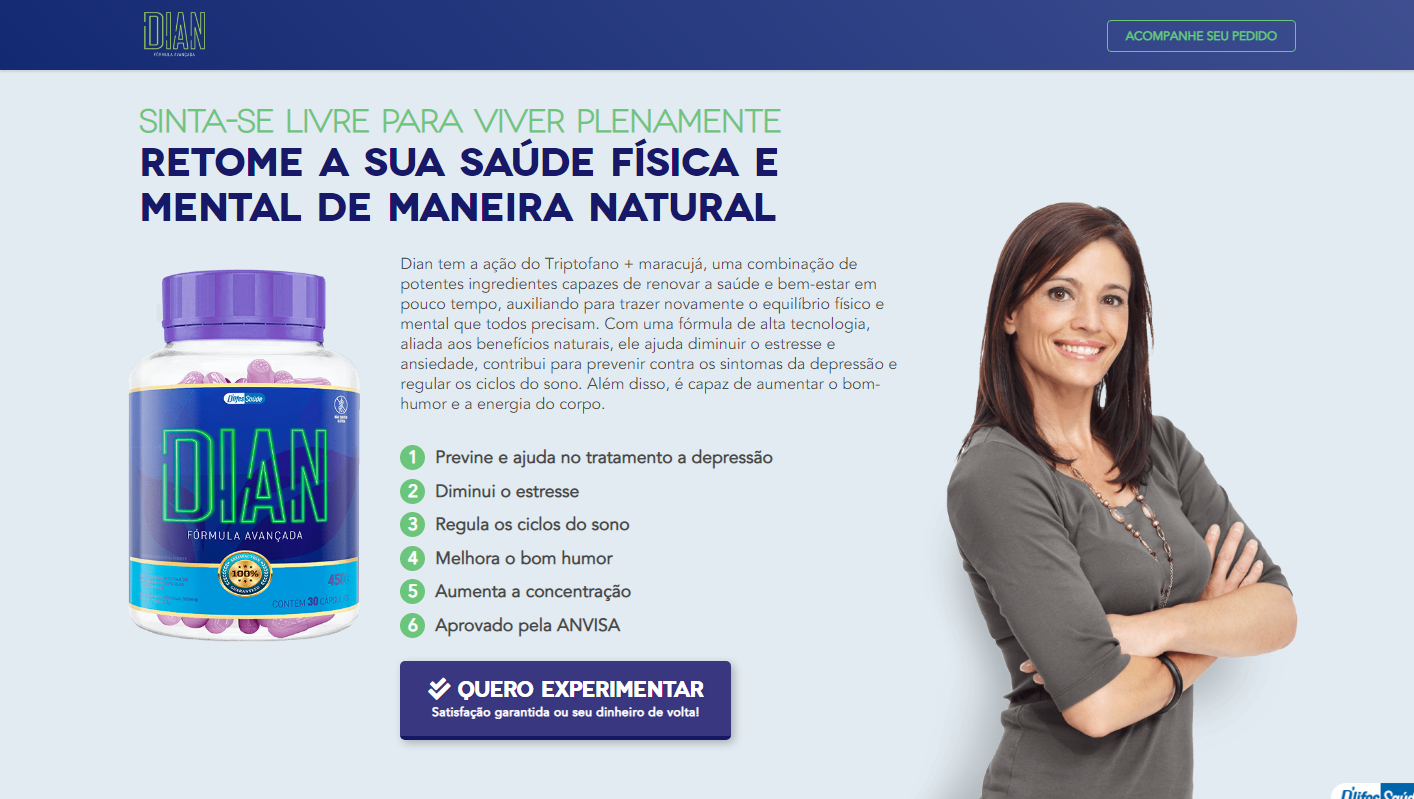 DIAN
FÓRMULA AVANÇADA
ACOMPANHE SEU PEDIDO
SINTA-SE LIVRE PARA VIVER PLENAMENTE
RETOME A SUA SAÚDE FÍSICA E
MENTAL DE MANEIRA NATURAL
Dian tem a ação do Triptofano + maracujá, uma combinação de
potentes ingredientes capazes de renovar a saúde e bem-estar em
pouco tempo, auxiliando para trazer novamente o equilíbrio físico e
mental que todos precisam. Com uma fórmula de alta tecnologia,
aliada aos benefícios naturais, ele ajuda diminuir o estresse e
ansiedade, contribui para prevenir contra os sintomas da depressão e
regular os ciclos do sono. Além disso, é capaz de aumentar o bom-
humor e a energia do corpo.
D'lifes Saúde
DIAN
FÓRMULA AVANÇADA
100%
CONTÉM 30
1 Previne e ajuda no tratamento a depressão
2 Diminui o estresse
3 Regula os ciclos do sono
4 Melhora o bom humor
5 Aumenta a concentração
6 Aprovado pela ANVISA
QUERO EXPERIMENTAR
Satisfação garantida ou seu dinheiro de volta!